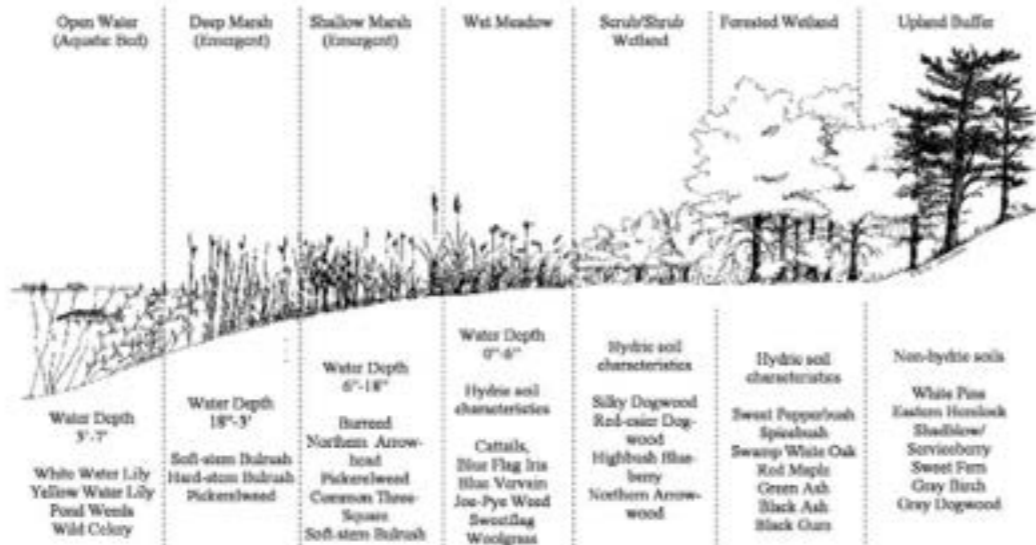 Open Water
(Aquatic Bed)
Deep Marsh
(Emergent)
Shallow Marsh
(Emergent)
Wet Meadow
Scrub/Shrub
Wetland
Forested Wetland
Upland Buffer
Water Depth
3'-7'
White Water Lily
Yellow Water Lily
Pond Weeds
Wild Celery
Water Depth
18"-3'
Soft-stem Bulrush
Hard-stem Bulrush
Pickerelweed
Water Depth
6"-18"
Burreed
Northern Arrow-
head
Pickerelweed
Common Three-
Square
Soft-stem Bulrush
Water Depth
0"-6"
Hydric soil
characteristics
Cattails,
Blue Flag Iris
Blue Vervain
Joe-Pye Weed
Sweetflag
Woolgrass
Hydric soil
characteristics
Silky Dogwood
Red-osier Dog-
wood
Highbush Blue-
berry
Northern Arrow-
wood
Hydric soil
characteristics
Sweet Pepperbush
Spicebush
Swamp White Oak
Red Maple
Green Ash
Black Ash
Black Gum
Non-hydric soils
White Pine
Eastern Hemlock
Shadblow/
Serviceberry
Sweet Fern
Gray Birch
Gray Dogwood